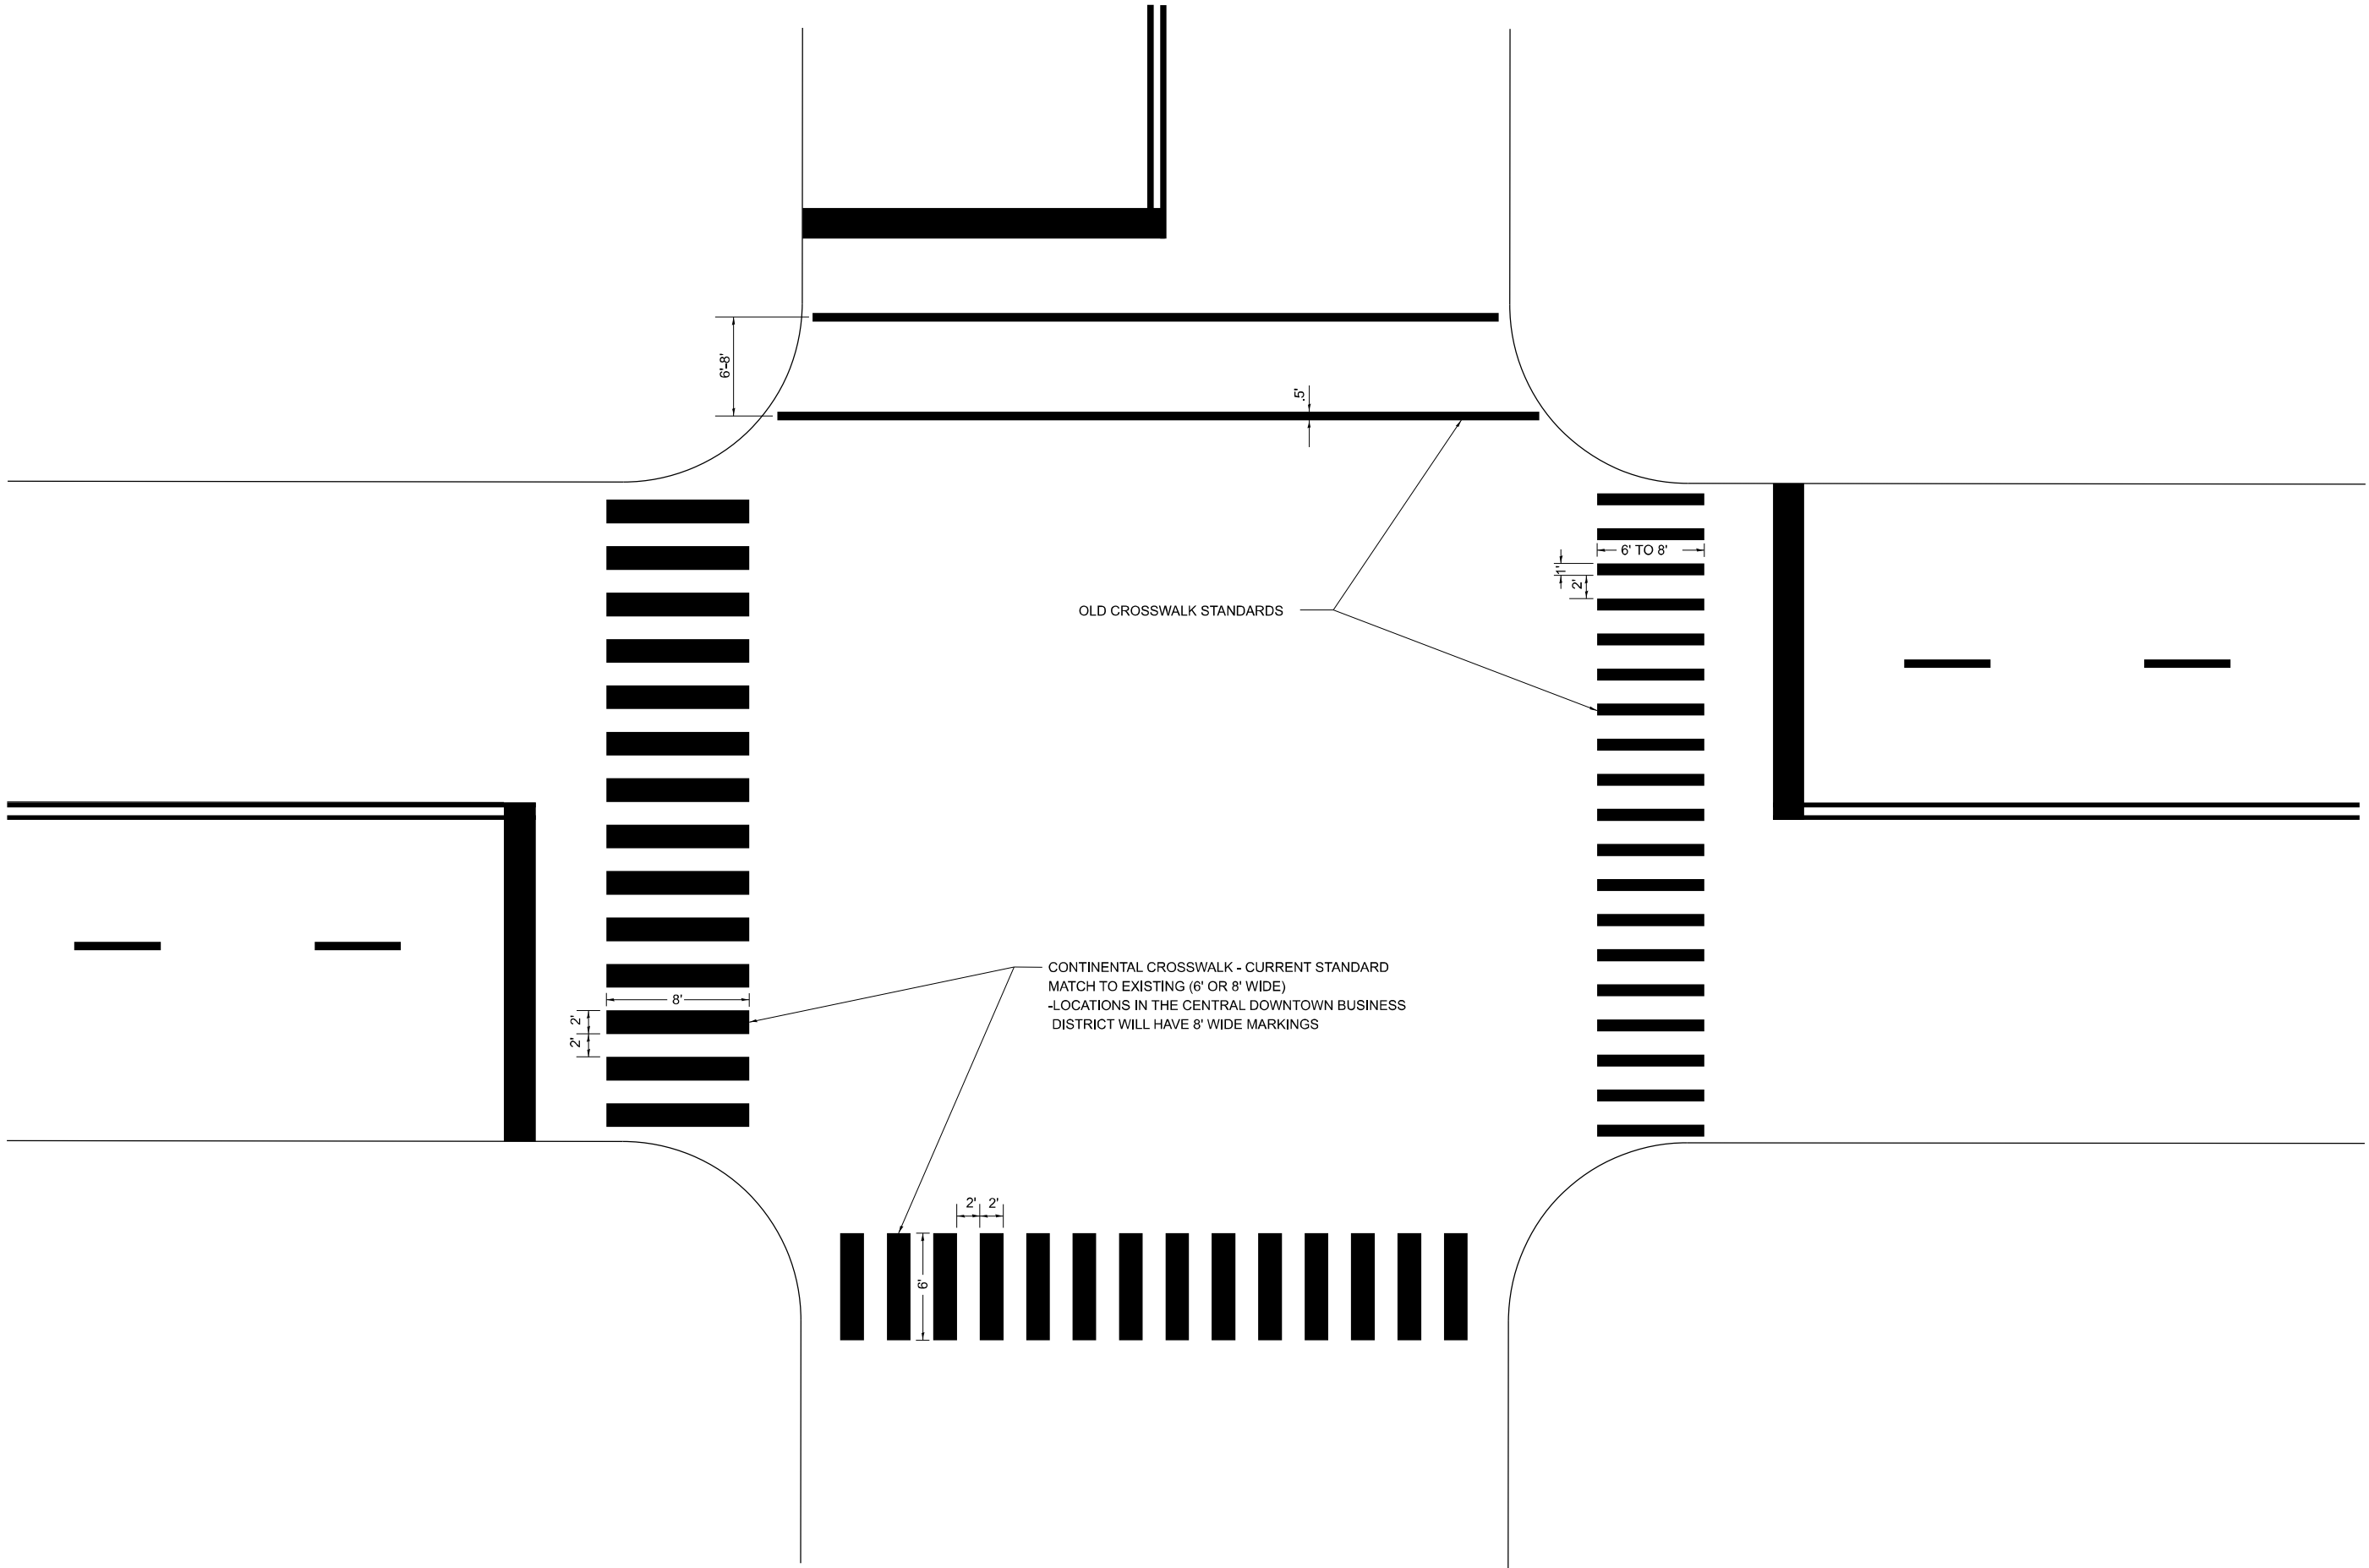 6'-8'
.5'
6' TO 8'
1'
2'
OLD CROSSWALK STANDARDS
CONTINENTAL CROSSWALK - CURRENT STANDARD
MATCH TO EXISTING (6' OR 8' WIDE)
-LOCATIONS IN THE CENTRAL DOWNTOWN BUSINESS
DISTRICT WILL HAVE 8' WIDE MARKINGS
8'
2'
2'
2' 2'
6'